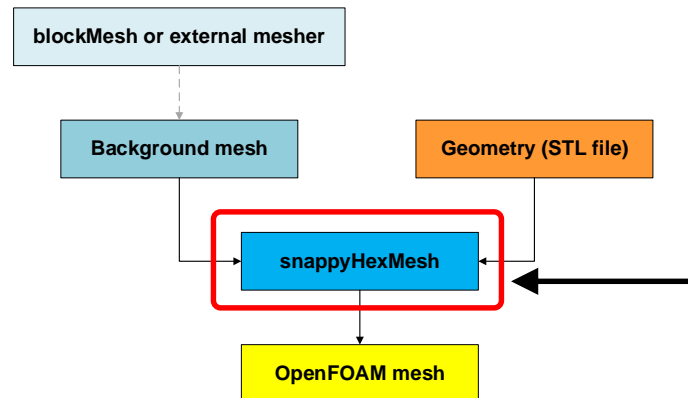 blockMesh or external mesher
Background mesh
Geometry (STL file)
snappyHexMesh
OpenFOAM mesh